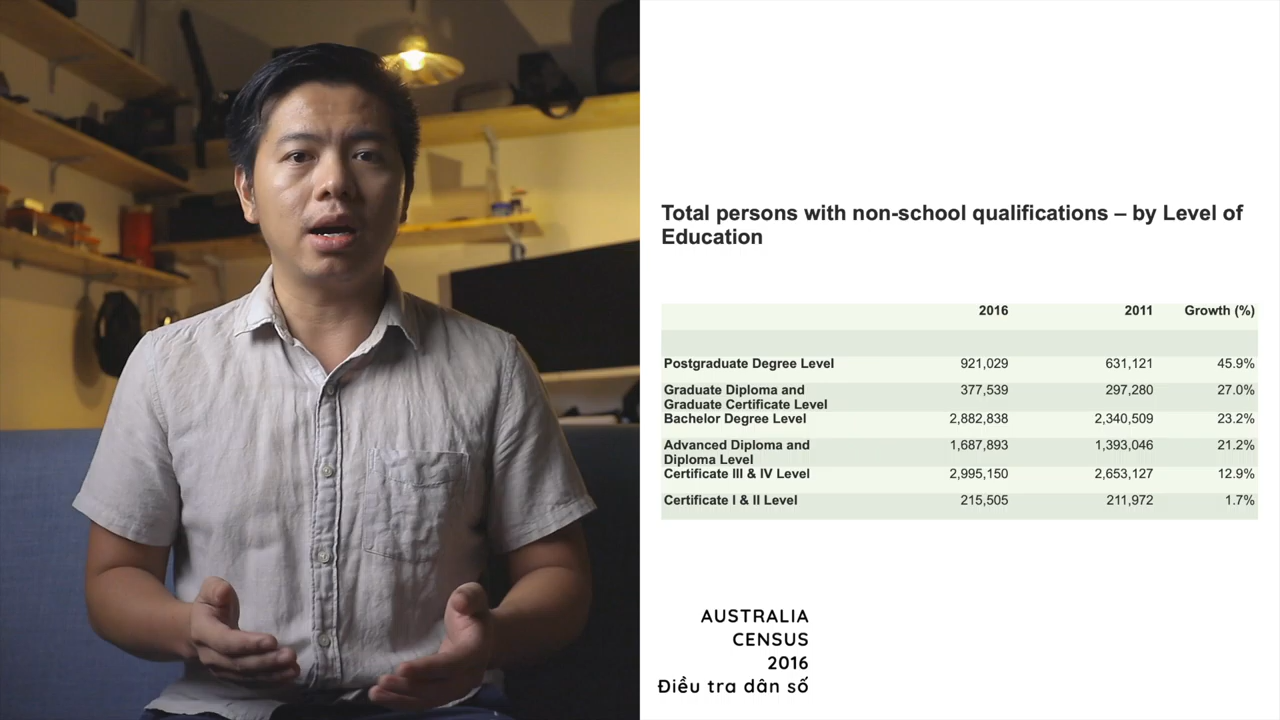 Total persons with non-school qualifications – by Level of
Education
2016 2011 Growth (%)
Postgraduate Degree Level 921,029 631,121 45.9%
Graduate Diploma and 377,539 297,280 27.0%
Graduate Certificate Level
Bachelor Degree Level 2,882,838 2,340,509 23.2%
Advanced Diploma and 1,687,893 1,393,046 21.2%
Diploma Level
Certificate III & IV Level 2,995,150 2,653,127 12.9%
Certificate I & II Level 215,505 211,972 1.7%
AUSTRALIA
CENSUS
2016
Điều tra dân số